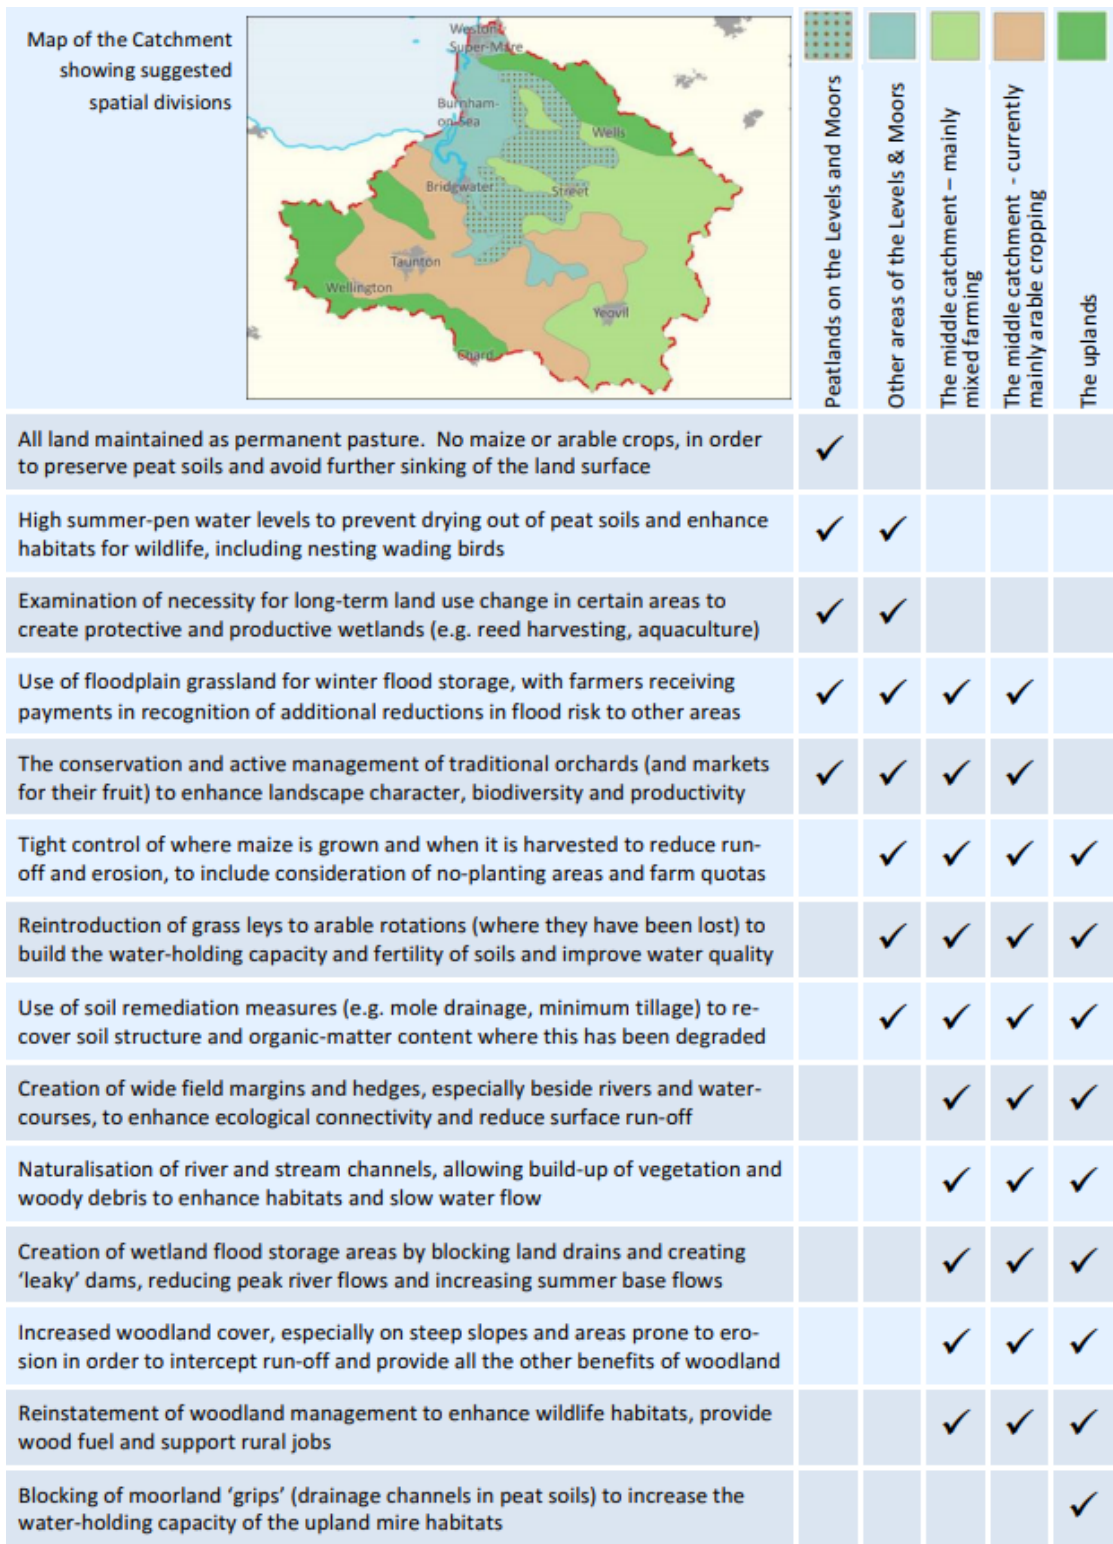 Map of the Catchment
showing suggested
spatial divisions
Weston-
Super-Mare
Burnham-
on-Sea
Wells
Bridgwater
Street
Taunton
Wellington
Yeovil
Chard
Peatlands on the Levels and Moors
Other areas of the Levels & Moors
The middle catchment – mainly
mixed farming
The middle catchment - currently
mainly arable cropping
The uplands
All land maintained as permanent pasture. No maize or arable crops, in order
to preserve peat soils and avoid further sinking of the land surface
High summer-pen water levels to prevent drying out of peat soils and enhance
habitats for wildlife, including nesting wading birds
Examination of necessity for long-term land use change in certain areas to
create protective and productive wetlands (e.g. reed harvesting, aquaculture)
Use of floodplain grassland for winter flood storage, with farmers receiving
payments in recognition of additional reductions in flood risk to other areas
The conservation and active management of traditional orchards (and markets
for their fruit) to enhance landscape character, biodiversity and productivity
Tight control of where maize is grown and when it is harvested to reduce run-
off and erosion, to include consideration of no-planting areas and farm quotas
Reintroduction of grass leys to arable rotations (where they have been lost) to
build the water-holding capacity and fertility of soils and improve water quality
Use of soil remediation measures (e.g. mole drainage, minimum tillage) to re-
cover soil structure and organic-matter content where this has been degraded
Creation of wide field margins and hedges, especially beside rivers and water-
courses, to enhance ecological connectivity and reduce surface run-off
Naturalisation of river and stream channels, allowing build-up of vegetation and
woody debris to enhance habitats and slow water flow
Creation of wetland flood storage areas by blocking land drains and creating
‘leaky’ dams, reducing peak river flows and increasing summer base flows
Increased woodland cover, especially on steep slopes and areas prone to ero-
sion in order to intercept run-off and provide all the other benefits of woodland
Reinstatement of woodland management to enhance wildlife habitats, provide
wood fuel and support rural jobs
Blocking of moorland ‘grips’ (drainage channels in peat soils) to increase the
water-holding capacity of the upland mire habitats